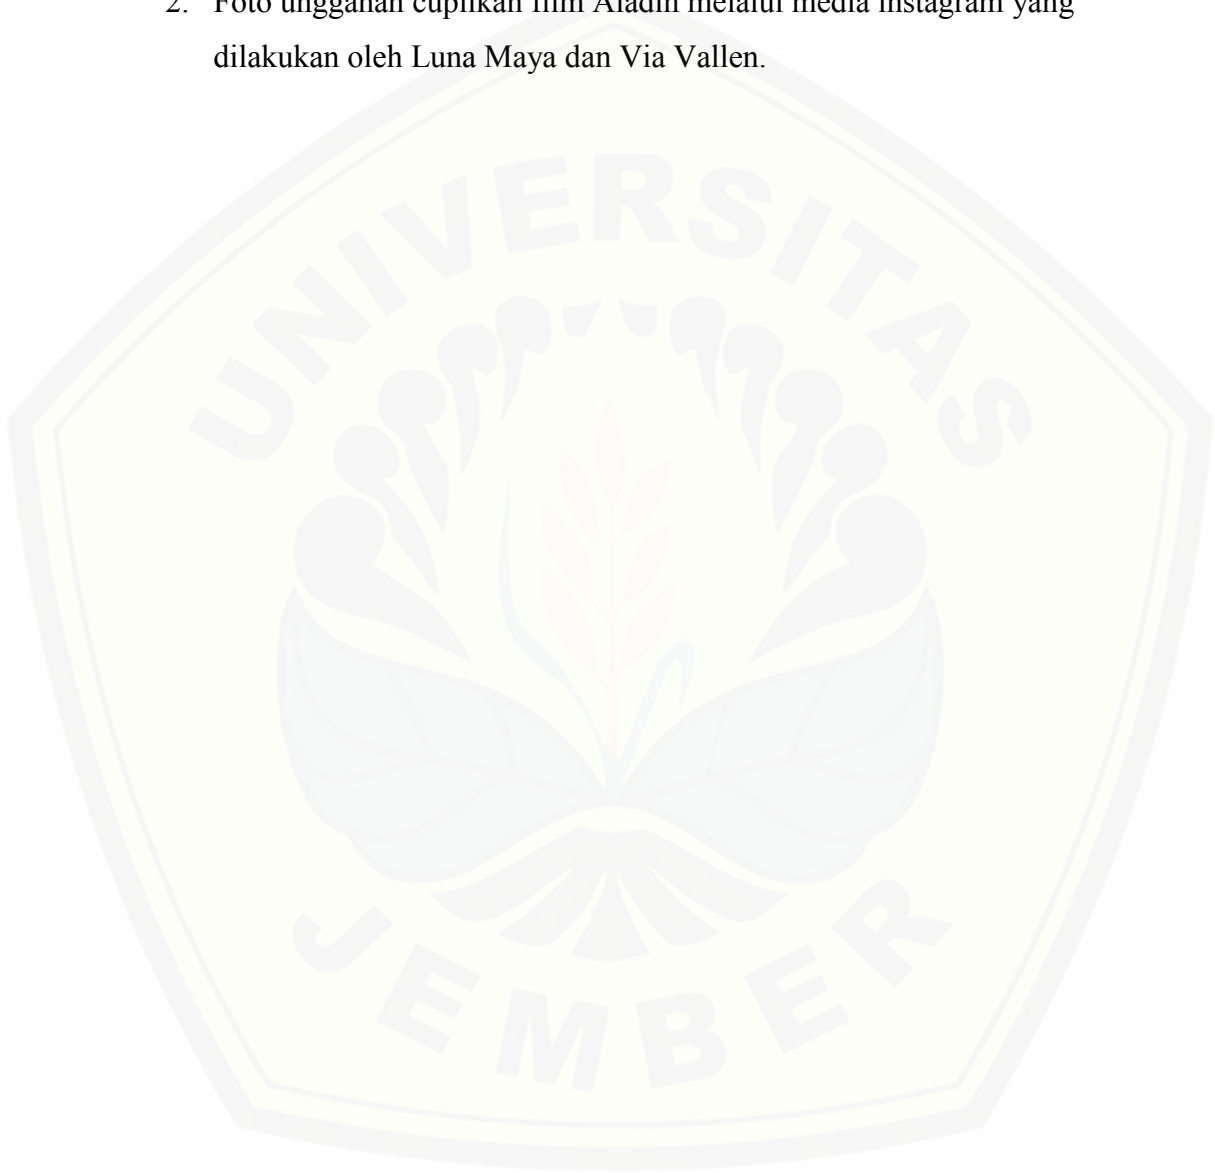 2. Foto unggahan cuplikan film Aladin melalui media instagram yang
dilakukan oleh Luna Maya dan Via Vallen.
UNIVERSITAS
JEMBER